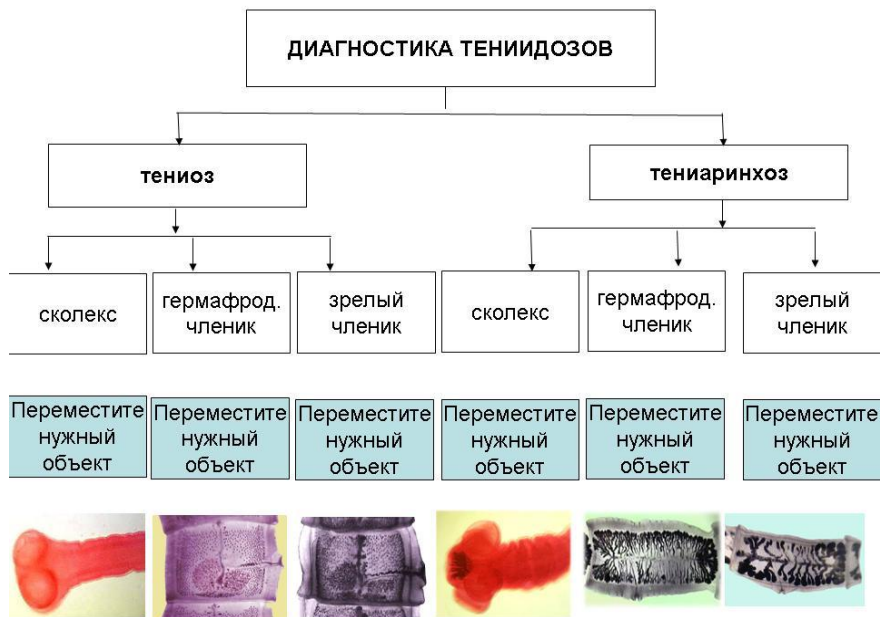 ДИАГНОСТИКА ТЕНИИДОЗОВ
тениоз
тениаринхоз
сколекс
гермафрод.
членик
зрелый
членик
сколекс
гермафрод.
членик
зрелый
членик
Переместите
нужный
объект
Переместите
нужный
объект
Переместите
нужный
объект
Переместите
нужный
объект
Переместите
нужный
объект
Переместите
нужный
объект